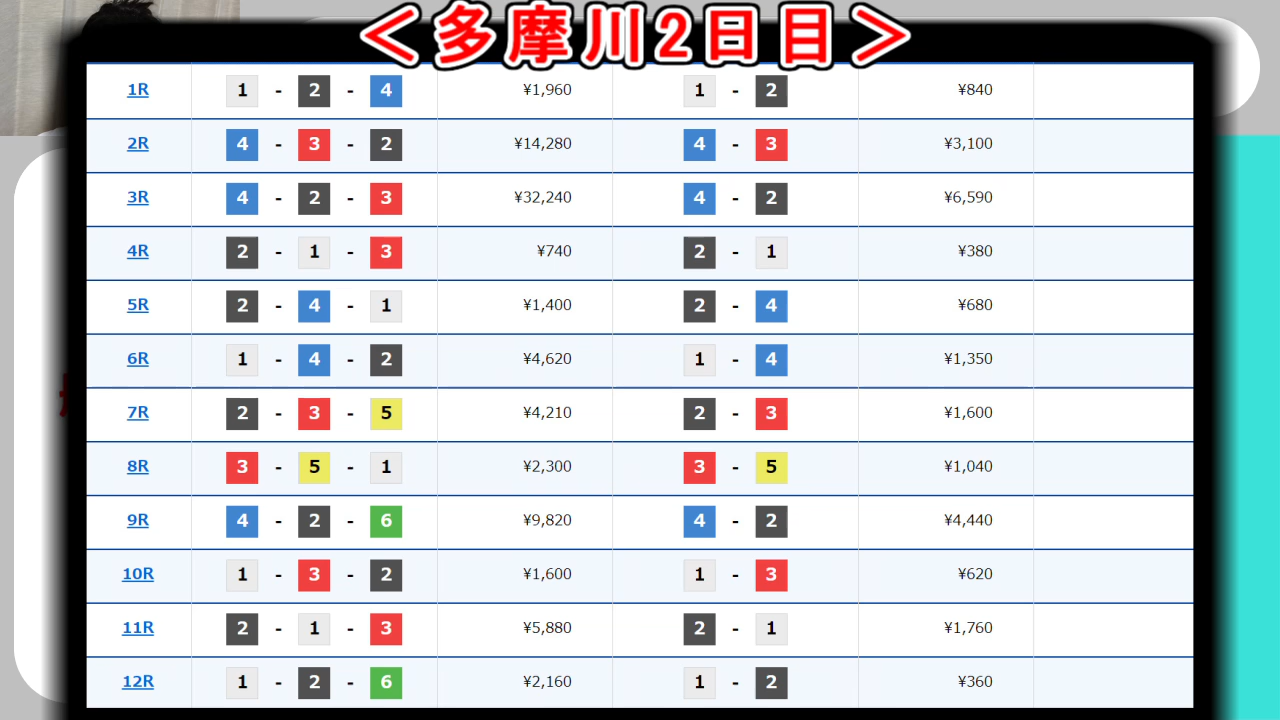 ＜多摩川2日目＞
1R 1 - 2 - 4 ¥1,960 1 - 2 ¥840
2R 4 - 3 - 2 ¥14,280 4 - 3 ¥3,100
3R 4 - 2 - 3 ¥32,240 4 - 2 ¥6,590
4R 2 - 1 - 3 ¥740 2 - 1 ¥380
5R 2 - 4 - 1 ¥1,400 2 - 4 ¥680
6R 1 - 4 - 2 ¥4,620 1 - 4 ¥1,350
7R 2 - 3 - 5 ¥4,210 2 - 3 ¥1,600
8R 3 - 5 - 1 ¥2,300 3 - 5 ¥1,040
9R 4 - 2 - 6 ¥9,820 4 - 2 ¥4,440
10R 1 - 3 - 2 ¥1,600 1 - 3 ¥620
11R 2 - 1 - 3 ¥5,880 2 - 1 ¥1,760
12R 1 - 2 - 6 ¥2,160 1 - 2 ¥360